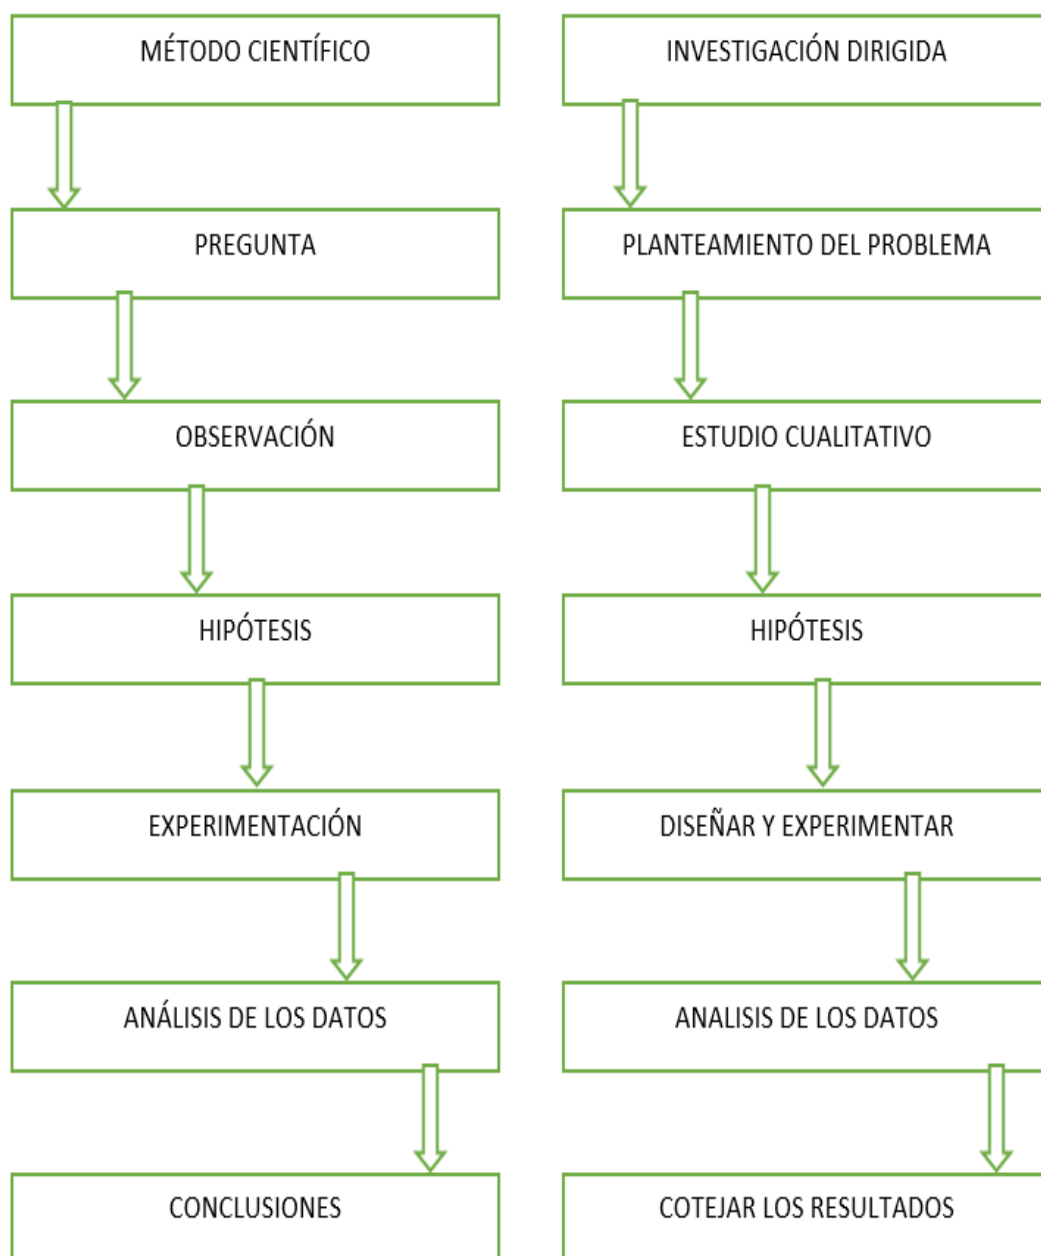 MÉTODO CIENTÍFICO
PREGUNTA
OBSERVACIÓN
HIPÓTESIS
EXPERIMENTACIÓN
ANÁLISIS DE LOS DATOS
CONCLUSIONES
INVESTIGACIÓN DIRIGIDA
PLANTEAMIENTO DEL PROBLEMA
ESTUDIO CUALITATIVO
HIPÓTESIS
DISEÑAR Y EXPERIMENTAR
ANALISIS DE LOS DATOS
COTEJAR LOS RESULTADOS